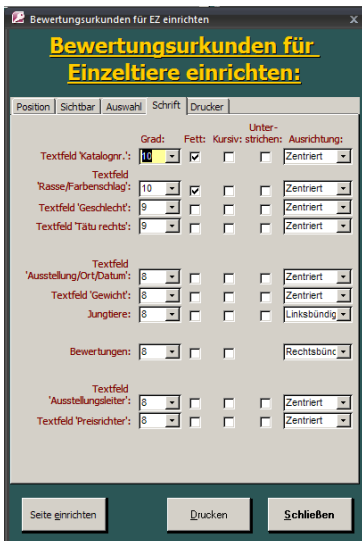 Bewertungsurkunden für EZ einrichten x
Bewertungsurkunden für
Einzeltiere einrichten:
Position Sichtbar Auswahl Schrift Drucker
Unter-
Grad: Fett: Kursiv: strichen: Ausrichtung:
Textfeld 'Katalognr.': 10 Zentriert
Textfeld
'Rasse/Farbenschlag': 10 Zentriert
Textfeld 'Geschlecht': 9 Zentriert
Textfeld 'Tätu rechts': 9 Zentriert
Textfeld
'Ausstellung/Ort/Datum': 8 Zentriert
Textfeld 'Gewicht': 8 Zentriert
Jungtiere: 8 Linksbündig
Bewertungen: 8 Rechtsbünd
Textfeld
'Ausstellungsleiter': 8 Zentriert
Textfeld 'Preisrichter': 8 Zentriert
Seite einrichten Drucken Schließen